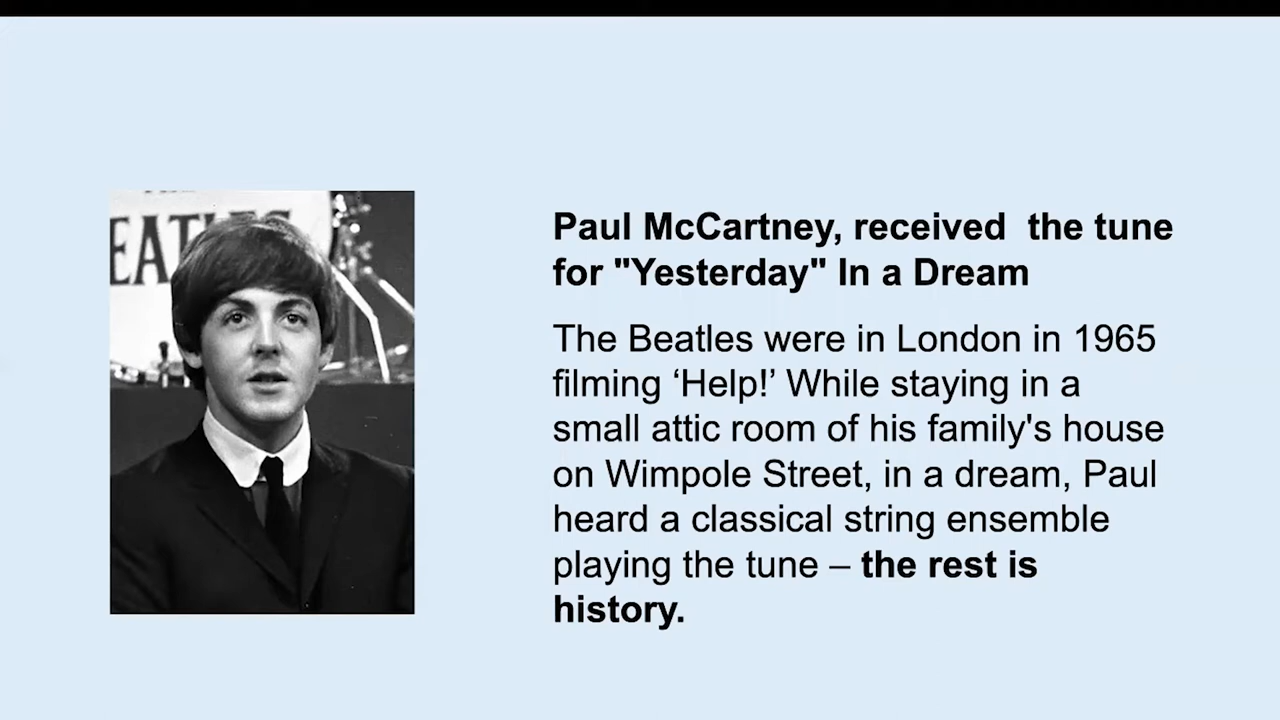 EATLES
Paul McCartney, received  the tune
for "Yesterday" In a Dream
The Beatles were in London in 1965
filming ‘Help!’ While staying in a
small attic room of his family's house
on Wimpole Street, in a dream, Paul
heard a classical string ensemble
playing the tune – the rest is
history.